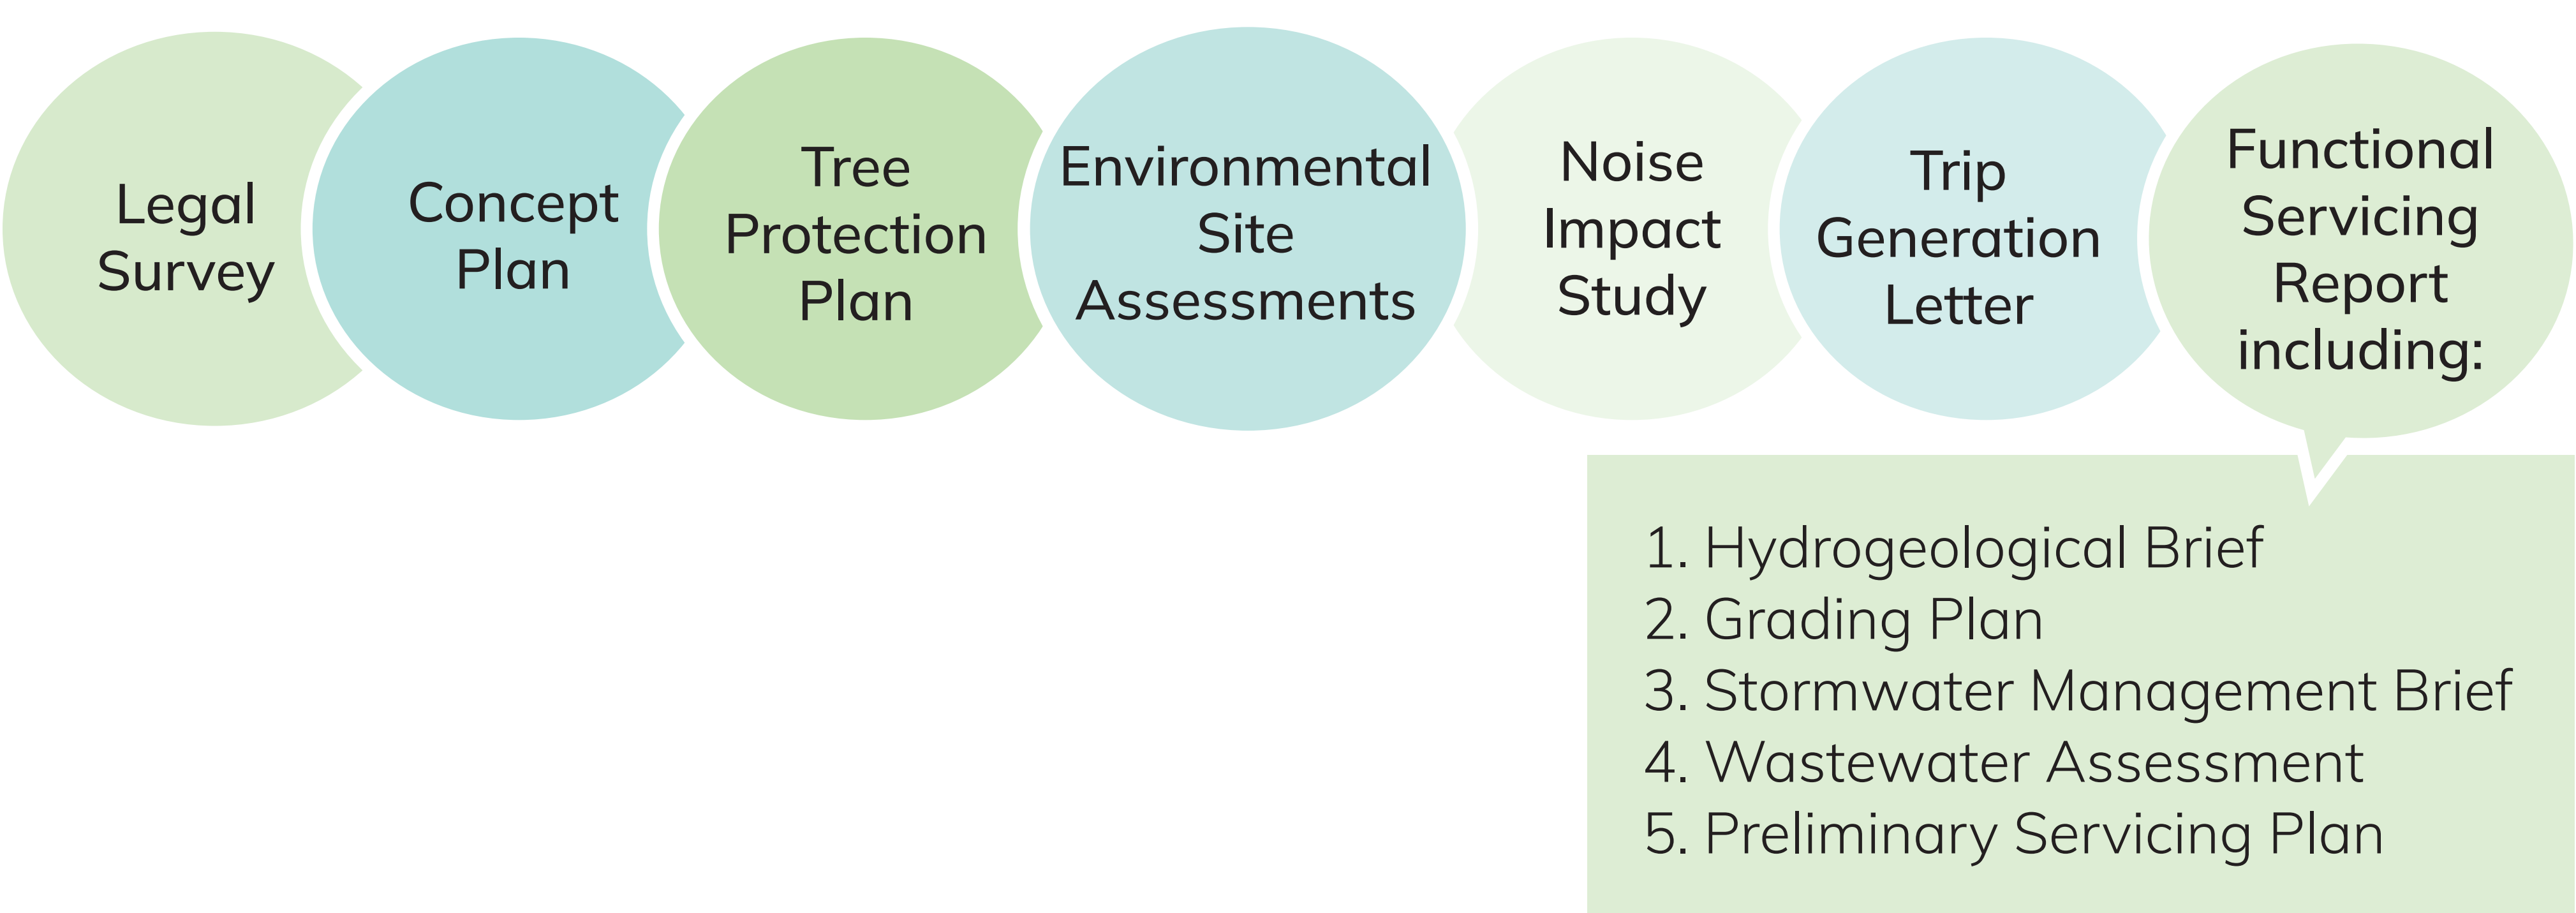 Legal
Survey
Concept
Plan
Tree
Protection
Plan
Environmental
Site
Assessments
Noise
Impact
Study
Trip
Generation
Letter
Functional
Servicing
Report
including:
1. Hydrogeological Brief
2. Grading Plan
3. Stormwater Management Brief
4. Wastewater Assessment
5. Preliminary Servicing Plan